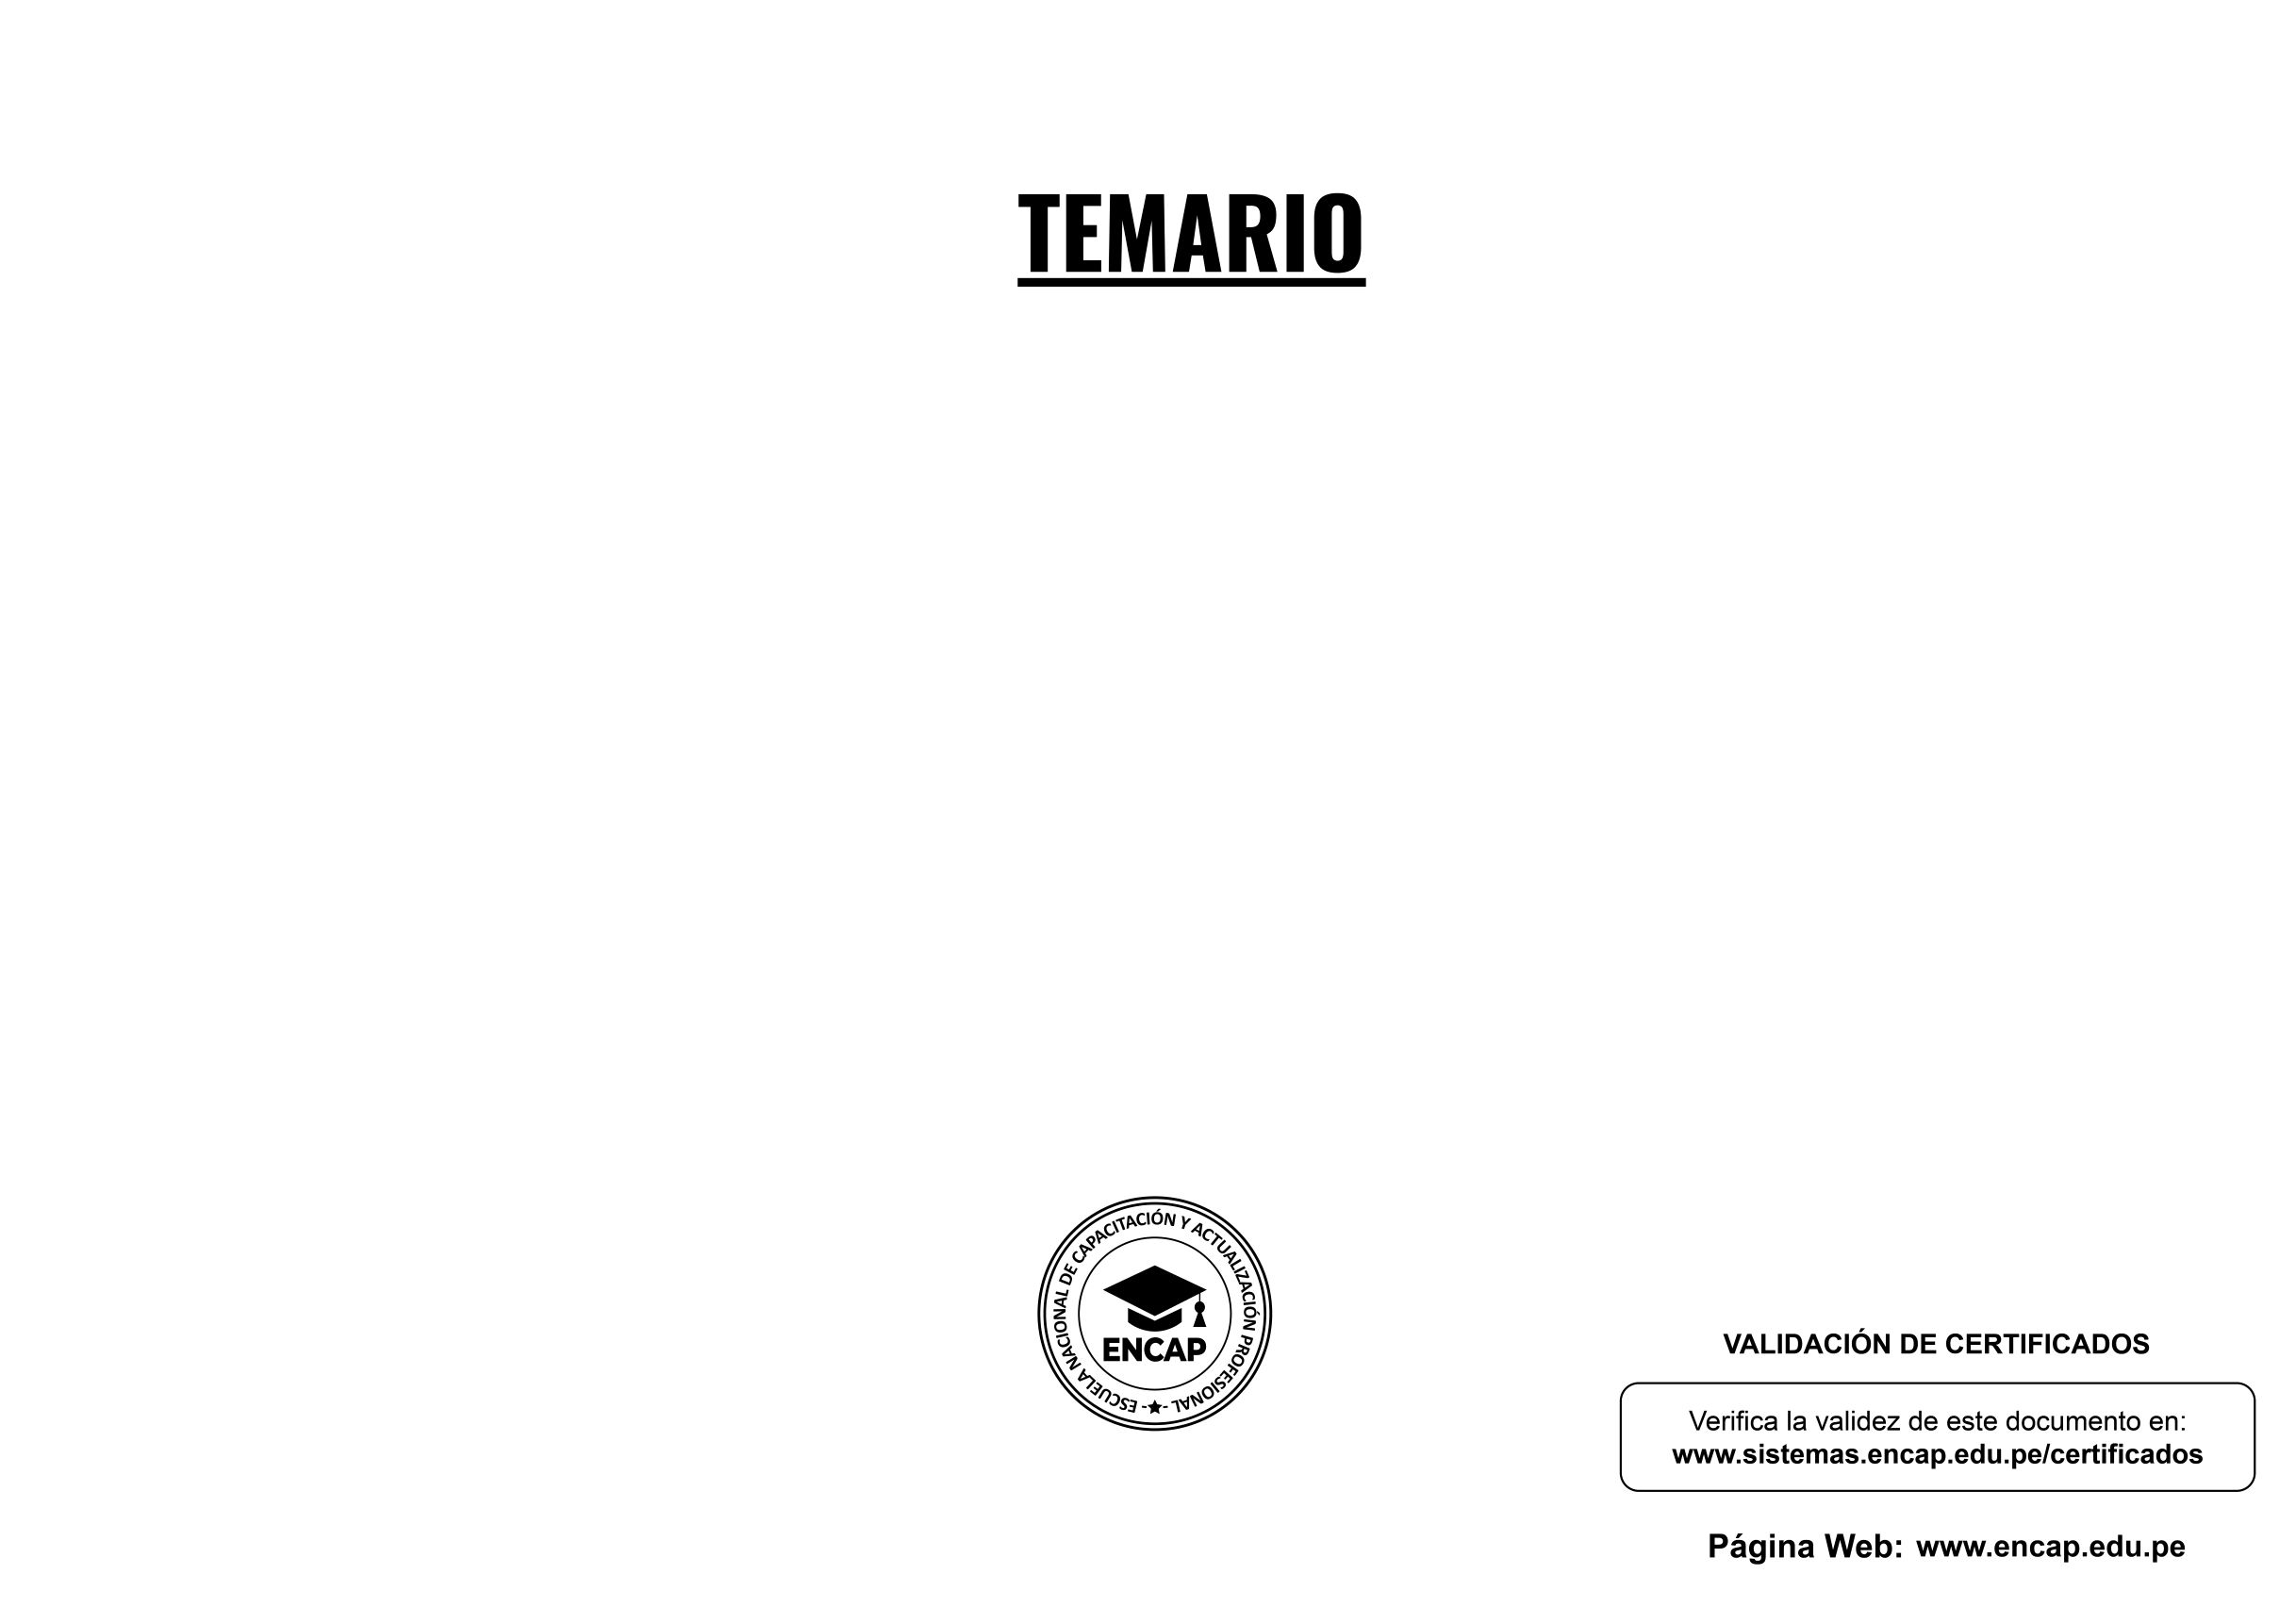 TEMARIO
ESCUELA NACIONAL DE CAPACITACIÓN Y ACTUALIZACIÓN PROFESIONAL
ENCAP
VALIDACIÓN DE CERTIFICADOS
Verifica la validez de este documento en:
www.sistemas.encap.edu.pe/certificados
Página Web: www.encap.edu.pe